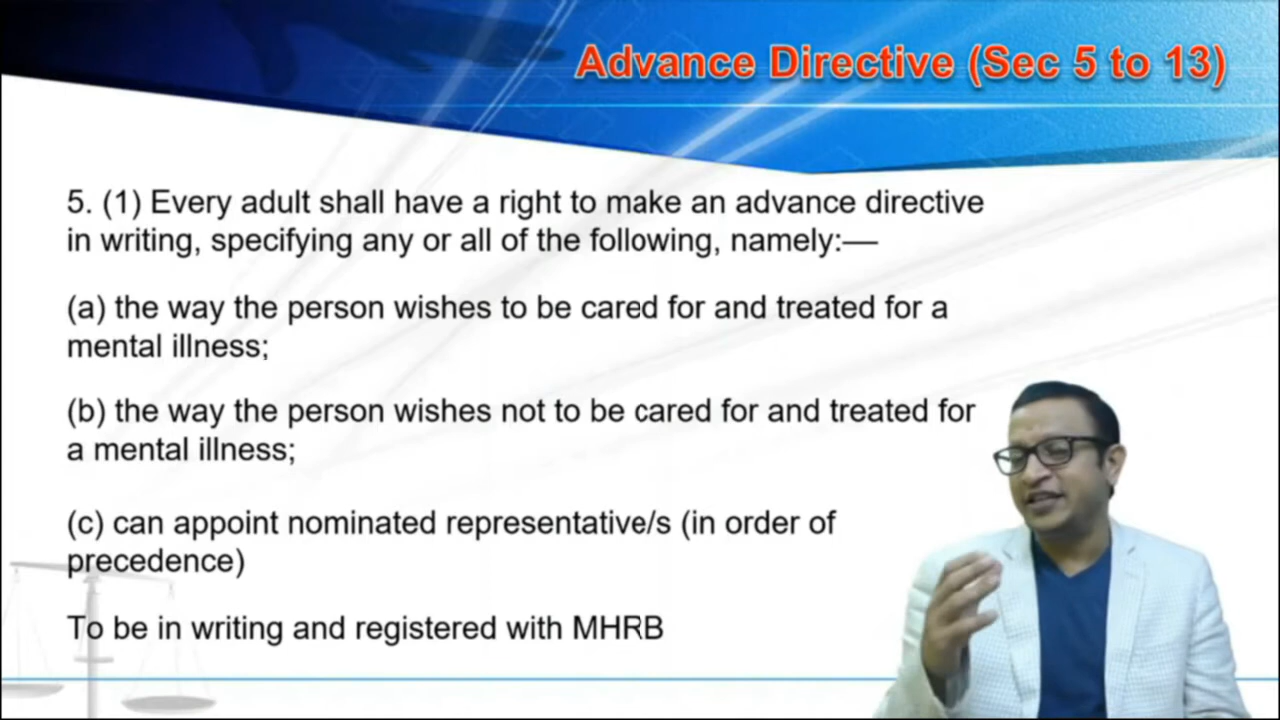 Advance Directive (Sec 5 to 13)
5. (1) Every adult shall have a right to make an advance directive
in writing, specifying any or all of the following, namely:—
(a) the way the person wishes to be cared for and treated for a
mental illness;
(b) the way the person wishes not to be cared for and treated for
a mental illness;
(c) can appoint nominated representative/s (in order of
precedence)
To be in writing and registered with MHRB